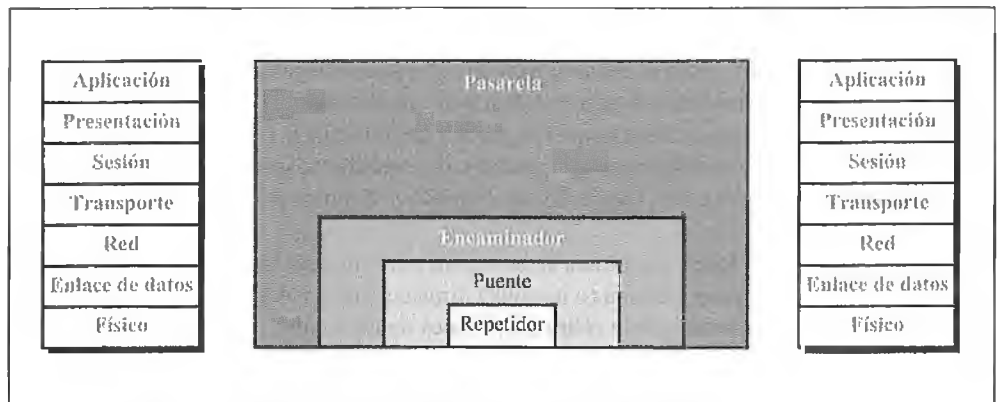 Aplicación
Presentación
Sesión
Transporte
Red
Enlace de datos
Físico
Pasarela
Encaminador
Puente
Repetidor
Aplicación
Presentación
Sesión
Transporte
Red
Enlace de datos
Físico